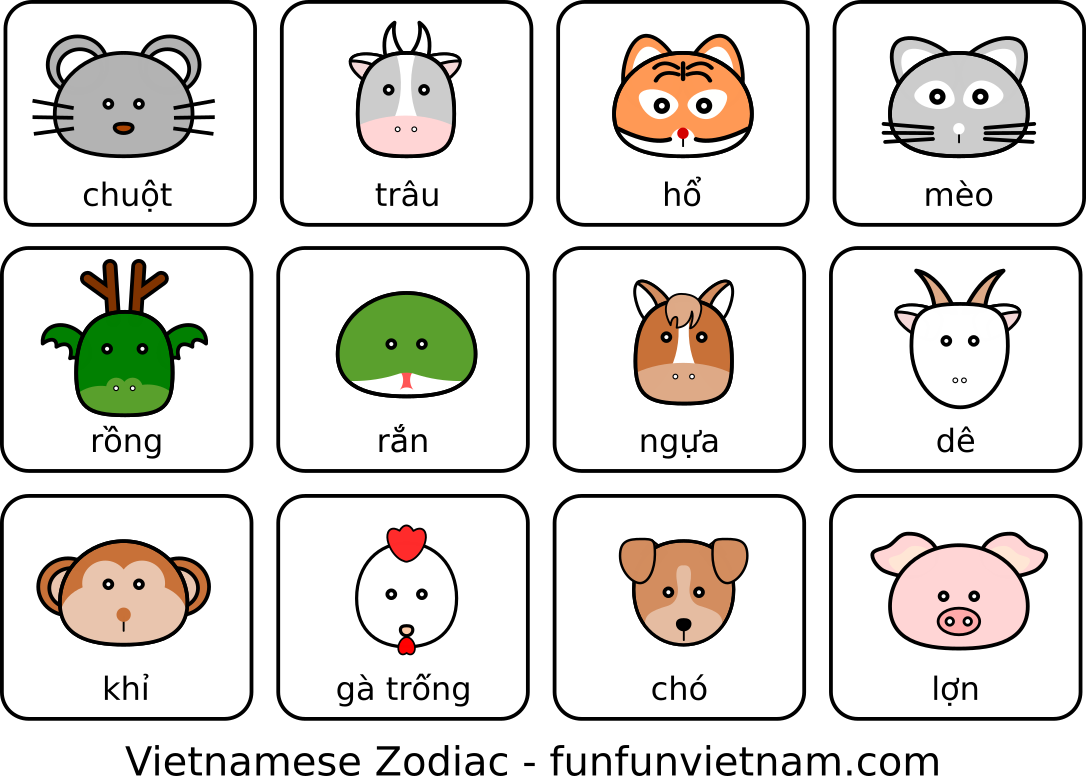 chuột
trâu
hổ
mèo
rồng
rắn
ngựa
dê
khỉ
gà trống
chó
lợn
Vietnamese Zodiac - funfunvietnam.com